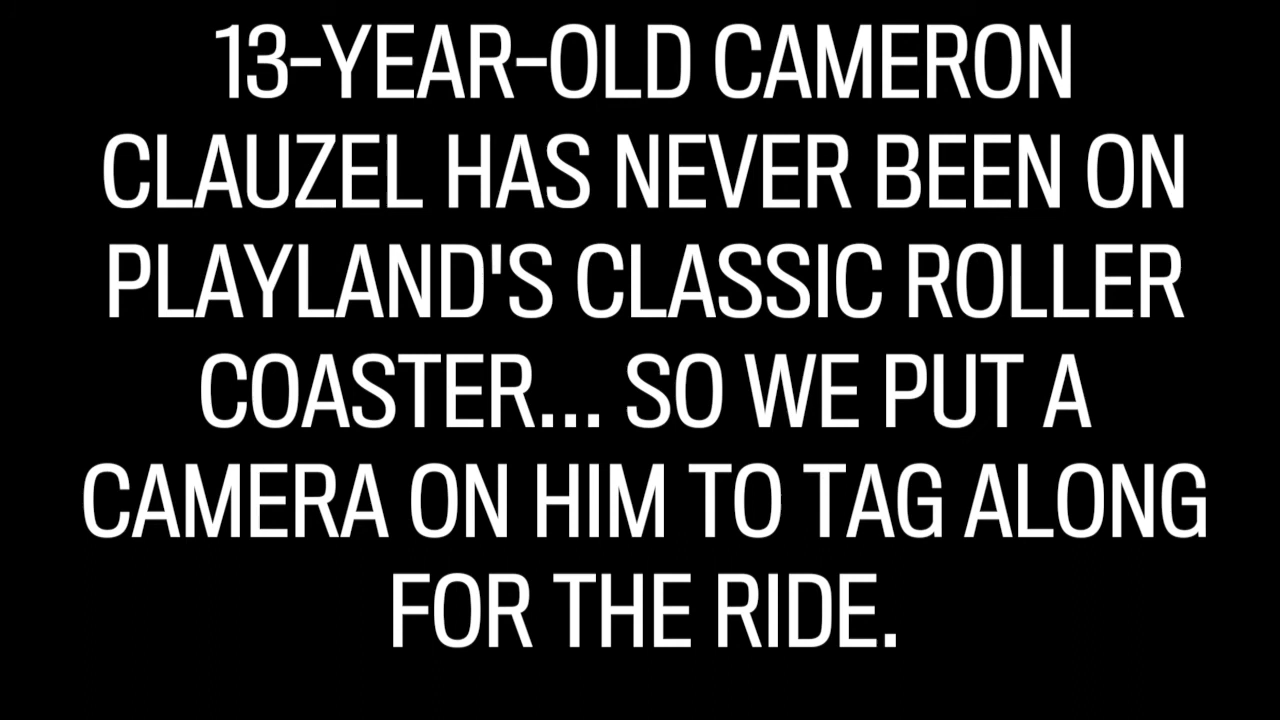 13-YEAR-OLD CAMERON
CLAUZEL HAS NEVER BEEN ON
PLAYLAND'S CLASSIC ROLLER
COASTER... SO WE PUT A
CAMERA ON HIM TO TAG ALONG
FOR THE RIDE.